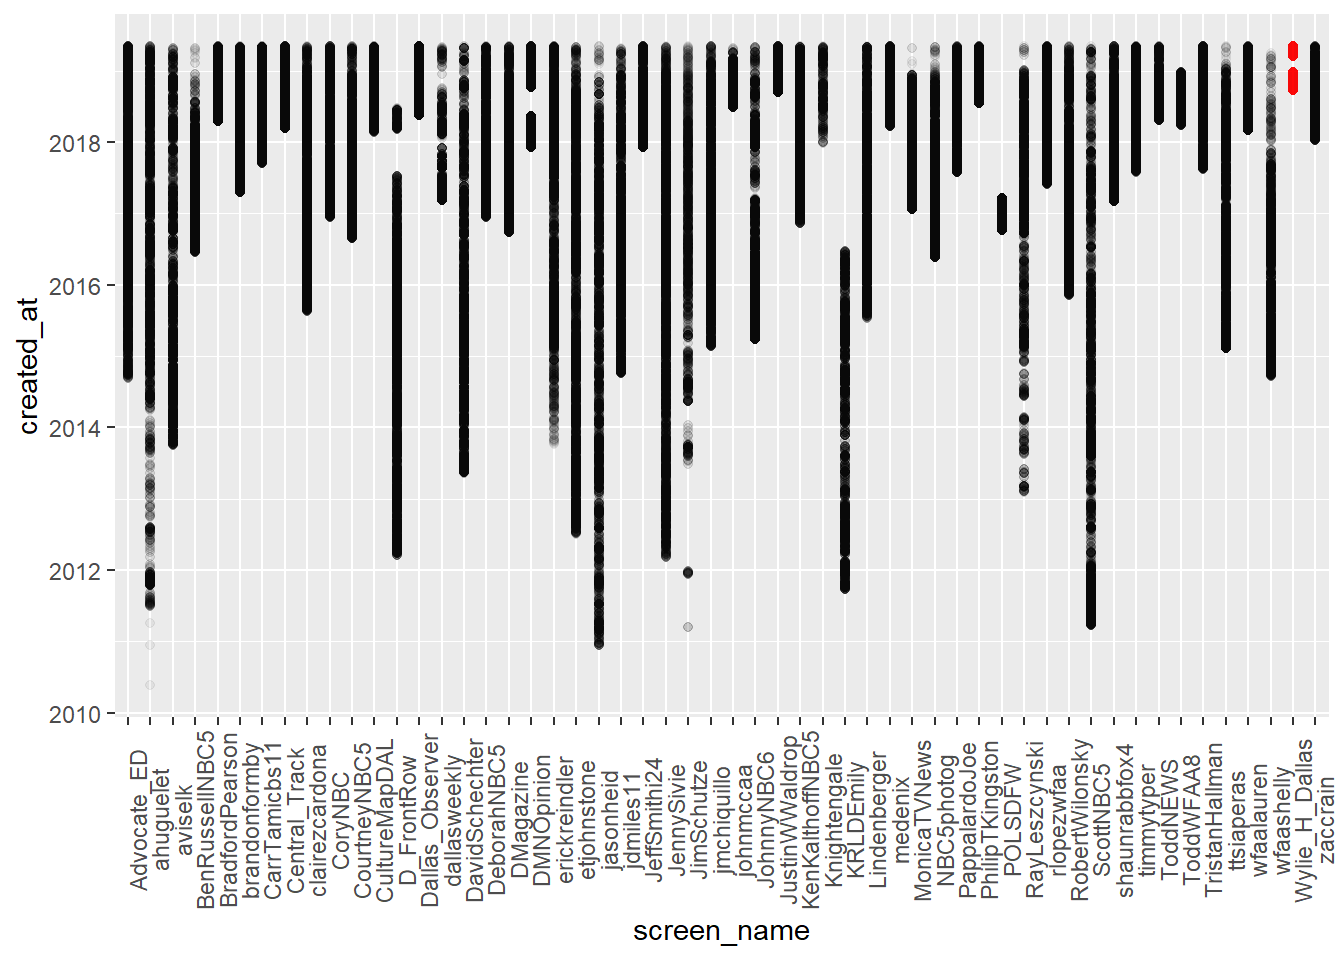 created_at
2018
2016
2014
2012
2010
Advocate_ED
ahuguelet
aviselk
BenRussellNBC5
BradfordPearson
brandonformby
CarrTamicbs11
Central_Track
clairezcardona
CoryNBC
CourtneyNBC5
CultureMapDAL
D_FrontRow
Dallas_Observer
dallasweekly
DavidSchechter
DeborahNBC5
DMagazine
DMNOpinion
erickreindler
etjohnstone
jasonheid
jdmiles11
JeffSmithi24
JennySivie
JimSchutze
jmchiquillo
johnmccaa
JohnnyNBC6
JustinWWaldrop
KenKalthoffNBC5
Knightengale
KRLDEmily
Lindenberger
medenix
MonicaTVNews
NBC5photog
PappalardoJoe
PhilipTKingston
POLSDFW
RayLeszcynski
rlopezwfaa
RobertWilonsky
ScottNBC5
shaunrabbfox4
timmytyper
ToddNEWS
ToddWFAA8
TristanHallman
ttsiaperas
wfaalauren
wfaashelly
Wylie_H_Dallas
zaccrain
screen_name